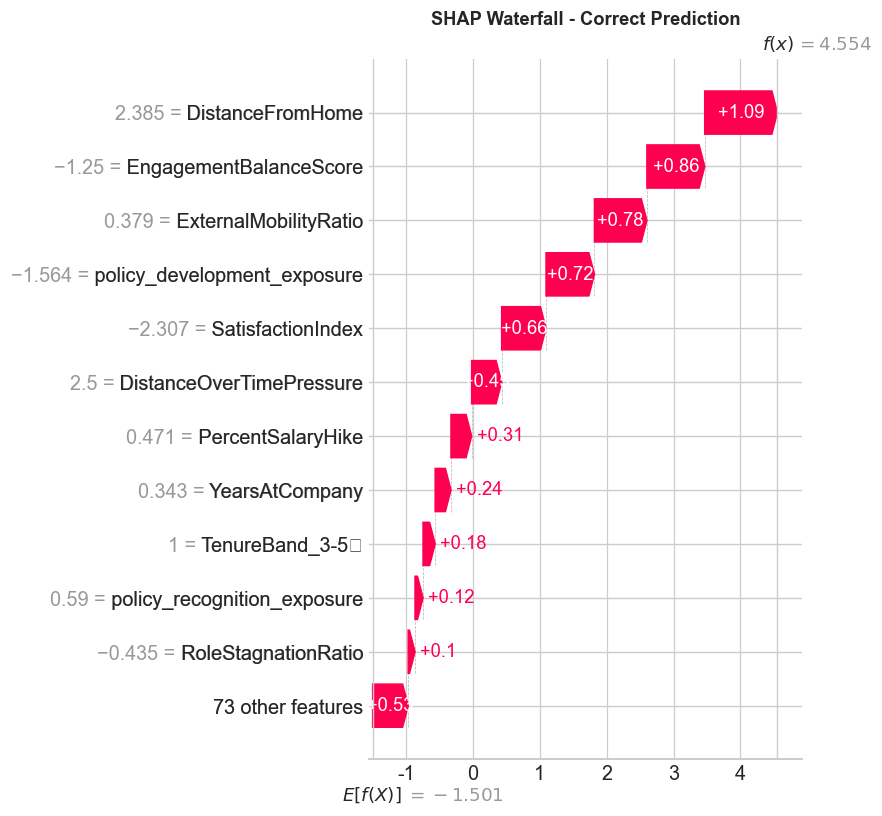 SHAP Waterfall - Correct Prediction
f(x) = 4.554
2.385 = DistanceFromHome +1.09
−1.25 = EngagementBalanceScore +0.86
0.379 = ExternalMobilityRatio +0.78
−1.564 = policy_development_exposure +0.72
−2.307 = SatisfactionIndex +0.66
2.5 = DistanceOverTimePressure
0.471 = PercentSalaryHike +0.31
0.343 = YearsAtCompany +0.24
1 = TenureBand_3-5□ +0.18
0.59 = policy_recognition_exposure +0.12
−0.435 = RoleStagnationRatio +0.1
73 other features +0.53
-1 0 1 2 3 4
E[f(X)] = −1.501